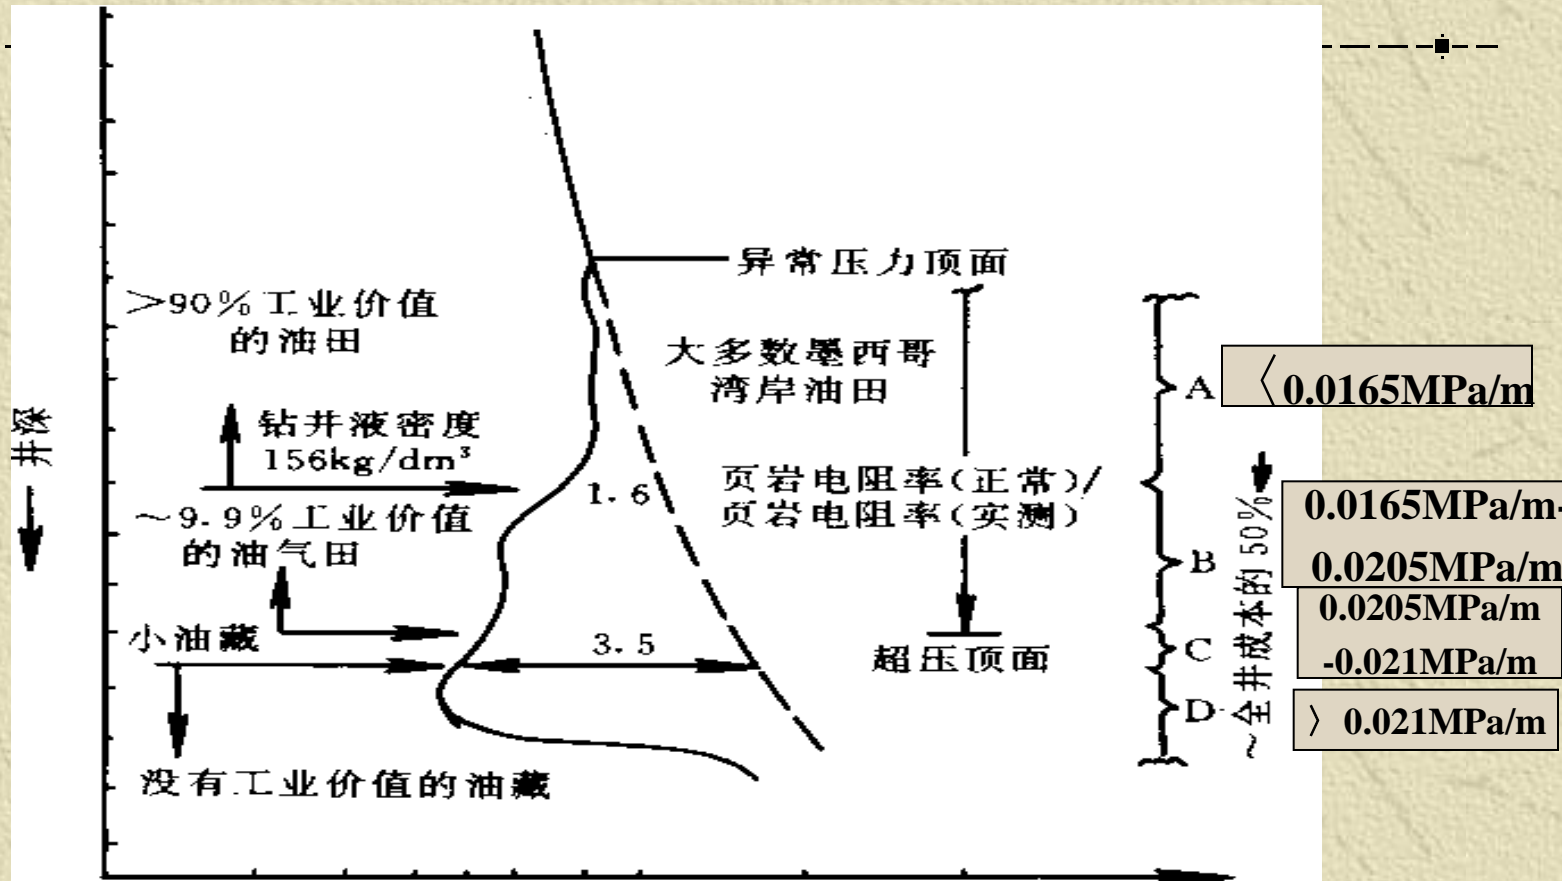 异常压力顶面
>90%工业价值
的油田
大多数墨西哥
湾岸油田
A
〈0.0165MPa/m
井深
钻井液密度
156kg/dm³
1.6
页岩电阻率(正常)/
页岩电阻率(实测)
~9.9%工业价值
的油气田
B
0.0165MPa/m-
0.0205MPa/m
~全井成本的50%
小油藏
3.5
超压顶面
C
0.0205MPa/m
-0.021MPa/m
D
〉0.021MPa/m
没有工业价值的油藏